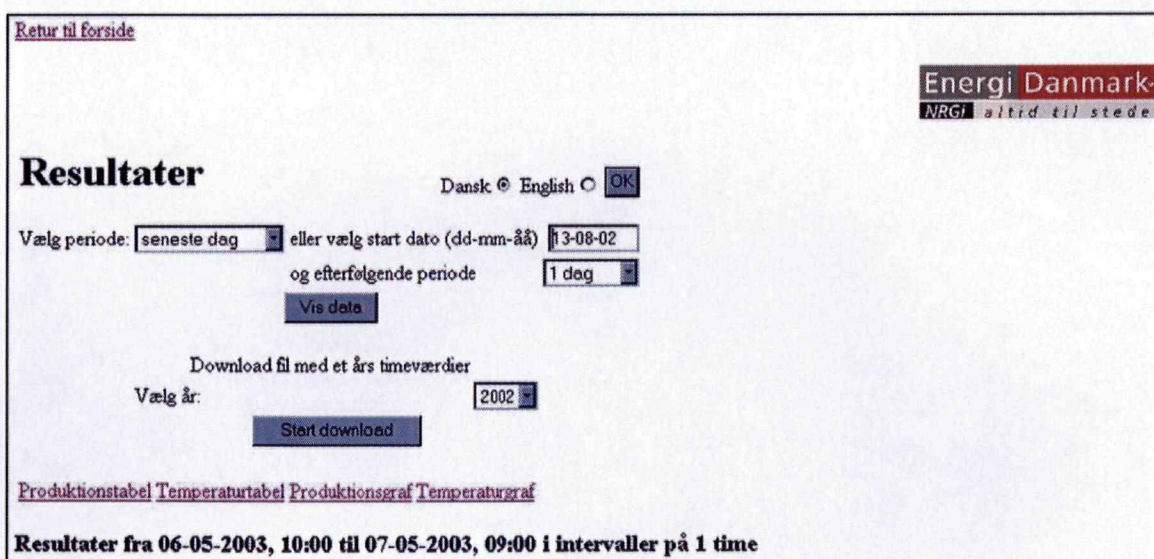 Retur til forside
Energi Danmark
NRGi altid til stede
Resultater
Dansk English OK
Vælg periode: seneste dag eller vælg start dato (dd-mm-åå) 13-08-02
og efterfølgende periode 1 dag
Vis data
Download fil med et års timeværdier
Vælg år: 2002
Start download
Produktionstabel Temperaturtabel Produktionsgraf Temperaturgraf
Resultater fra 06-05-2003, 10:00 til 07-05-2003, 09:00 i intervaller på 1 time